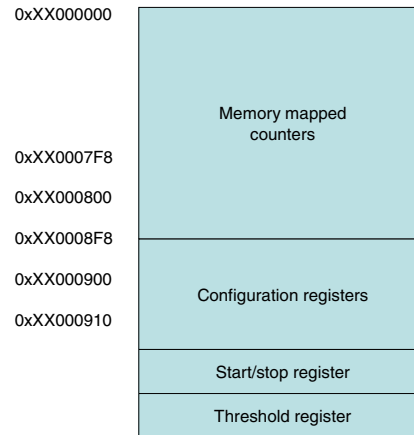 0xXX000000
Memory mapped
counters
0xXX0007F8
0xXX000800
0xXX0008F8
0xXX000900
Configuration registers
0xXX000910
Start/stop register
Threshold register